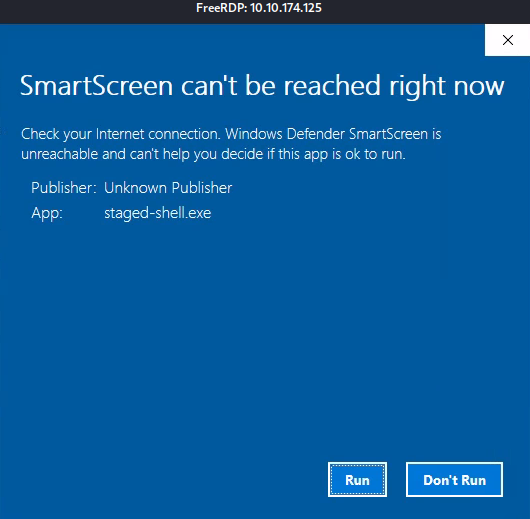 FreeRDP: 10.10.174.125
SmartScreen can't be reached right now
Check your Internet connection. Windows Defender SmartScreen is
unreachable and can't help you decide if this app is ok to run.
Publisher: Unknown Publisher
App: staged-shell.exe
Run Don't Run